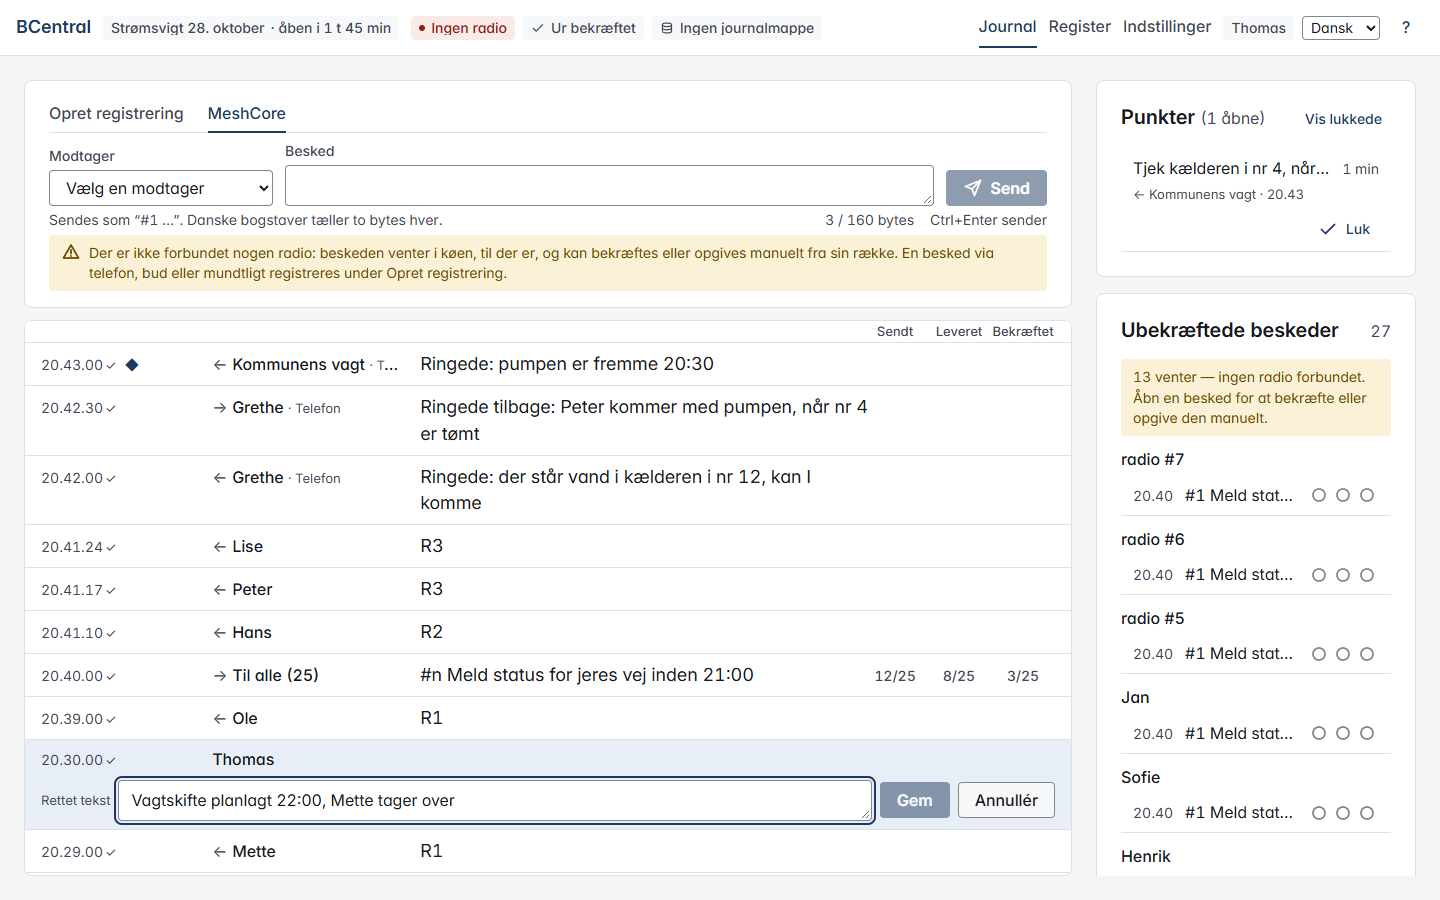 BCentral
Strømsvigt 28. oktober · åben i 1 t 45 min
Ingen radio
Ur bekræftet
Ingen journalmappe
Journal
Register
Indstillinger
Thomas
Dansk
?
Opret registrering
MeshCore
Modtager
Besked
Vælg en modtager
Send
Sendes som “#1 …”. Danske bogstaver tæller to bytes hver.
3 / 160 bytes
Ctrl+Enter sender
Der er ikke forbundet nogen radio: beskeden venter i køen, til der er, og kan bekræftes eller opgives manuelt fra sin række. En besked via
telefon, bud eller mundtligt registreres under Opret registrering.
Sendt Leveret Bekræftet
20.43.00 ✓ ◆ ← Kommunens vagt · T... Ringede: pumpen er fremme 20:30
20.42.30 ✓ → Grethe · Telefon Ringede tilbage: Peter kommer med pumpen, når nr 4
er tømt
20.42.00 ✓ ← Grethe · Telefon Ringede: der står vand i kælderen i nr 12, kan I
komme
20.41.24 ✓ ← Lise R3
20.41.17 ✓ ← Peter R3
20.41.10 ✓ ← Hans R2
20.40.00 ✓ → Til alle (25) #n Meld status for jeres vej inden 21:00 12/25 8/25 3/25
20.39.00 ✓ ← Ole R1
20.30.00 ✓ Thomas
Rettet tekst Vagtskifte planlagt 22:00, Mette tager over Gem Annullér
20.29.00 ✓ ← Mette R1
Punkter (1 åbne) Vis lukkede
Tjek kælderen i nr 4, når... 1 min
← Kommunens vagt · 20.43
✓ Luk
Ubekræftede beskeder 27
13 venter — ingen radio forbundet.
Åbn en besked for at bekræfte eller
opgive den manuelt.
radio #7
20.40 #1 Meld stat...
radio #6
20.40 #1 Meld stat...
radio #5
20.40 #1 Meld stat...
Jan
20.40 #1 Meld stat...
Sofie
20.40 #1 Meld stat...
Henrik